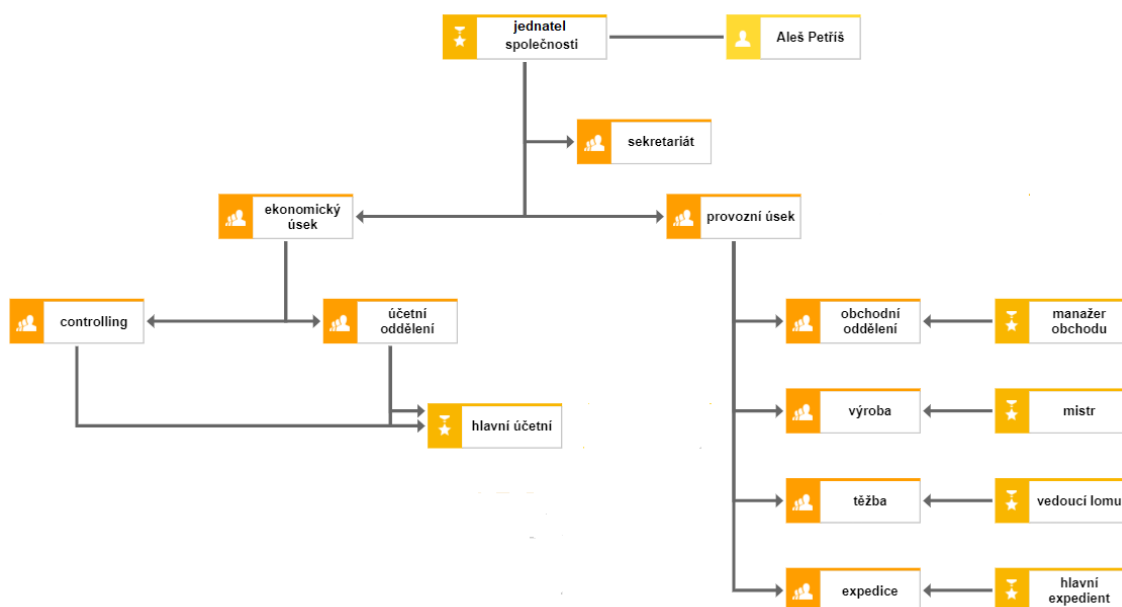 jednatel
společnosti
Aleš Petříš
sekretariát
ekonomický
úsek
provozní úsek
controlling
účetní
oddělení
obchodní
oddělení
manažer
obchodu
hlavní účetní
výroba
mistr
těžba
vedoucí lomu
expedice
hlavní
expedient